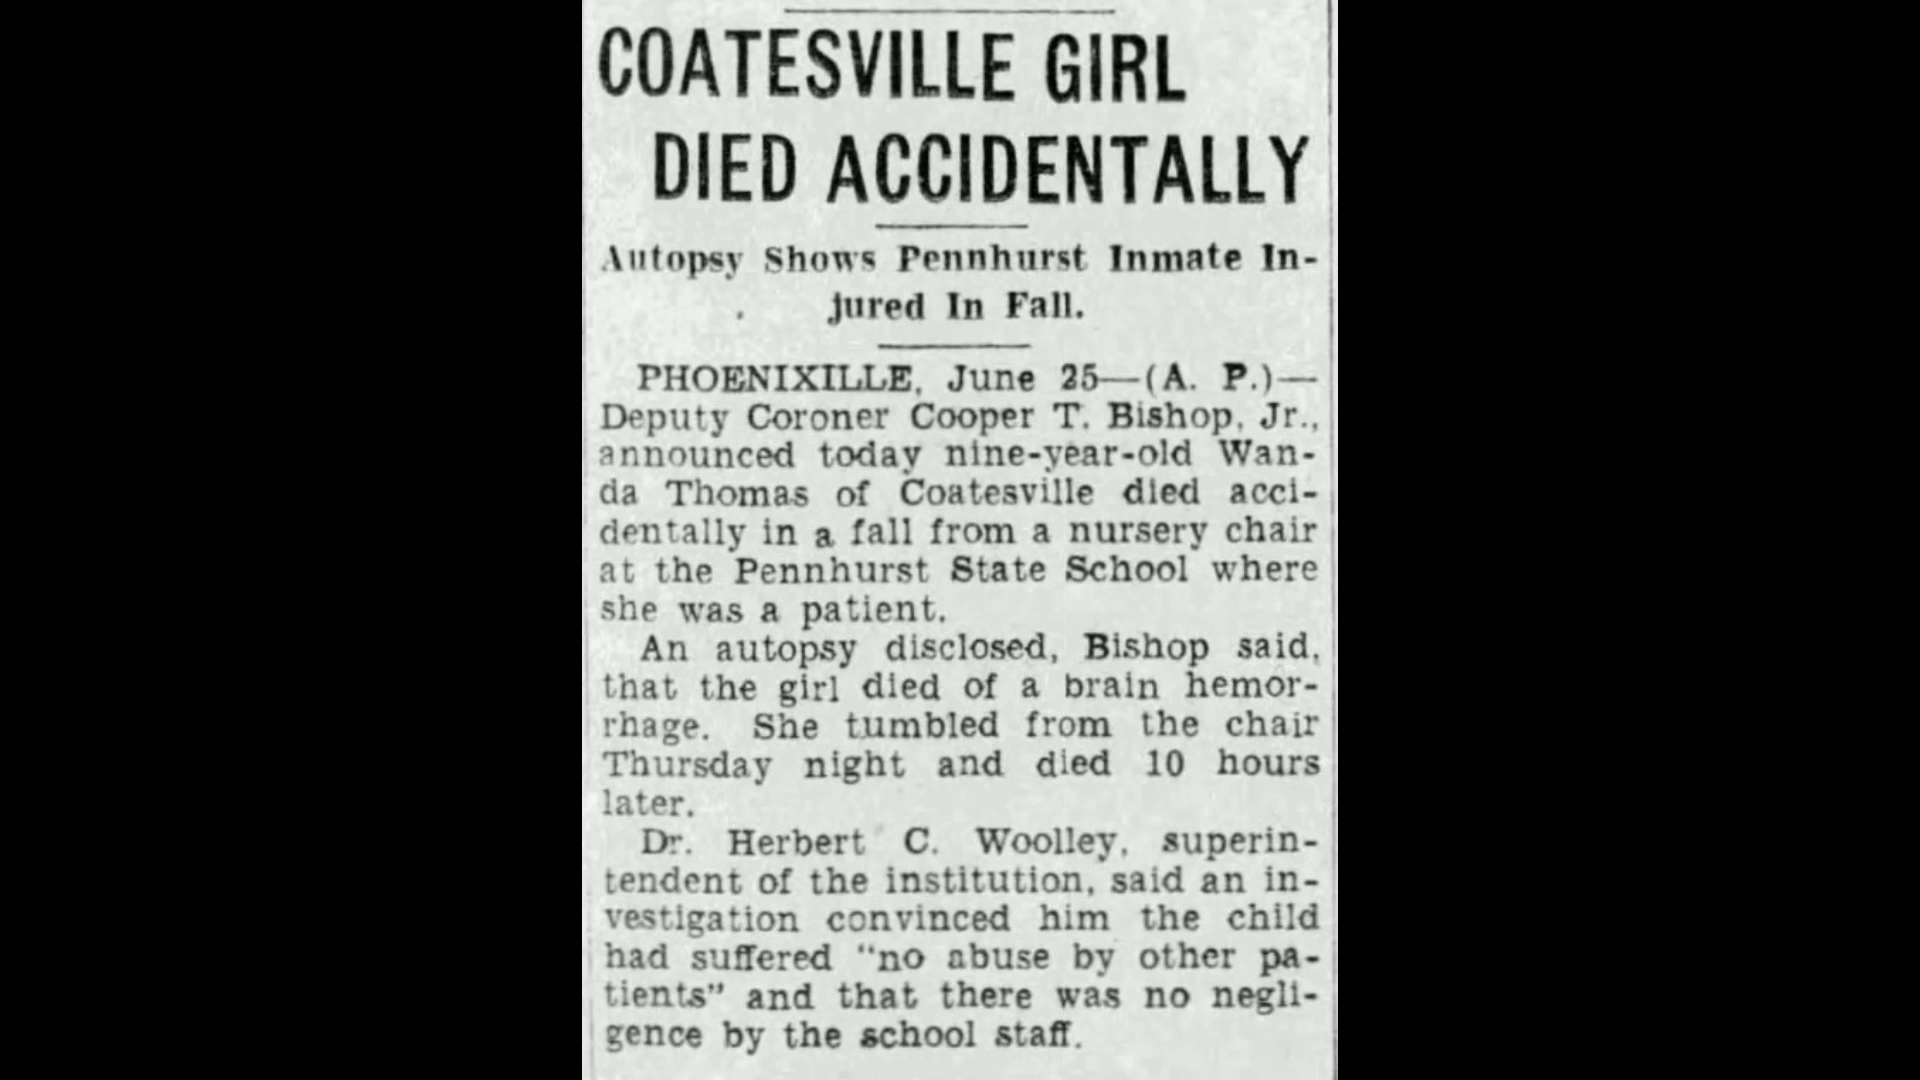 COATESVILLE GIRL
DIED ACCIDENTALLY
Autopsy Shows Pennhurst Inmate In-
jured In Fall.
PHOENIXILLE, June 25—(A. P.)—
Deputy Coroner Cooper T. Bishop, Jr.,
announced today nine-year-old Wan-
da Thomas of Coatesville died acci-
dentally in a fall from a nursery chair
at the Pennhurst State School where
she was a patient.
An autopsy disclosed, Bishop said,
that the girl died of a brain hemor-
rhage. She tumbled from the chair
Thursday night and died 10 hours
later.
Dr. Herbert C. Woolley, superin-
tendent of the institution, said an in-
vestigation convinced him the child
had suffered "no abuse by other pa-
tients" and that there was no negli-
gence by the school staff.